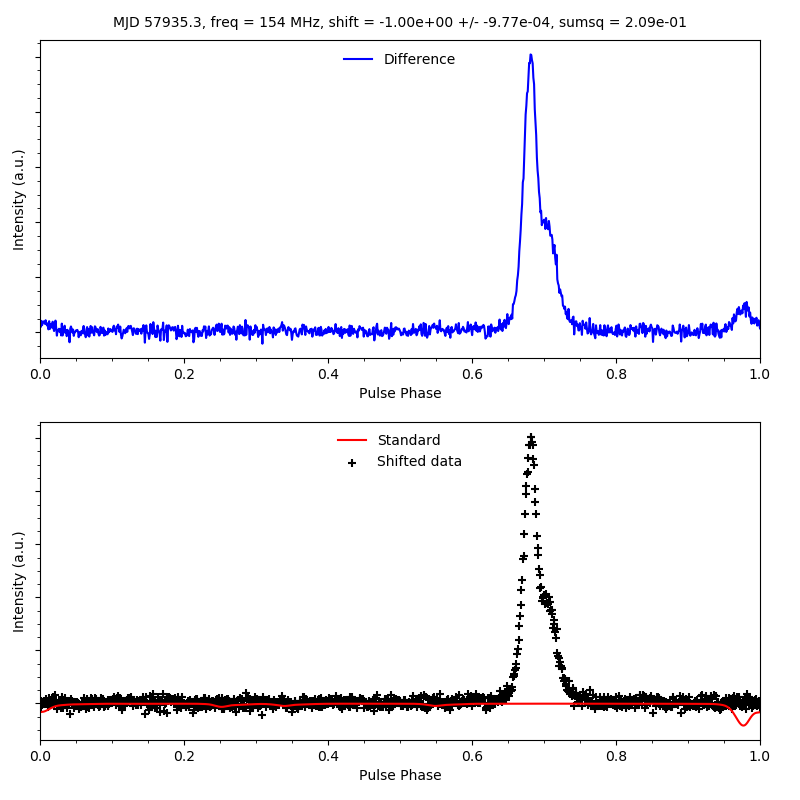 MJD 57935.3, freq = 154 MHz, shift = -1.00e+00 +/- -9.77e-04, sumsq = 2.09e-01
Difference
Intensity (a.u.)
0.0 0.2 0.4 0.6 0.8 1.0
Pulse Phase
Standard
Shifted data
Intensity (a.u.)
0.0 0.2 0.4 0.6 0.8 1.0
Pulse Phase